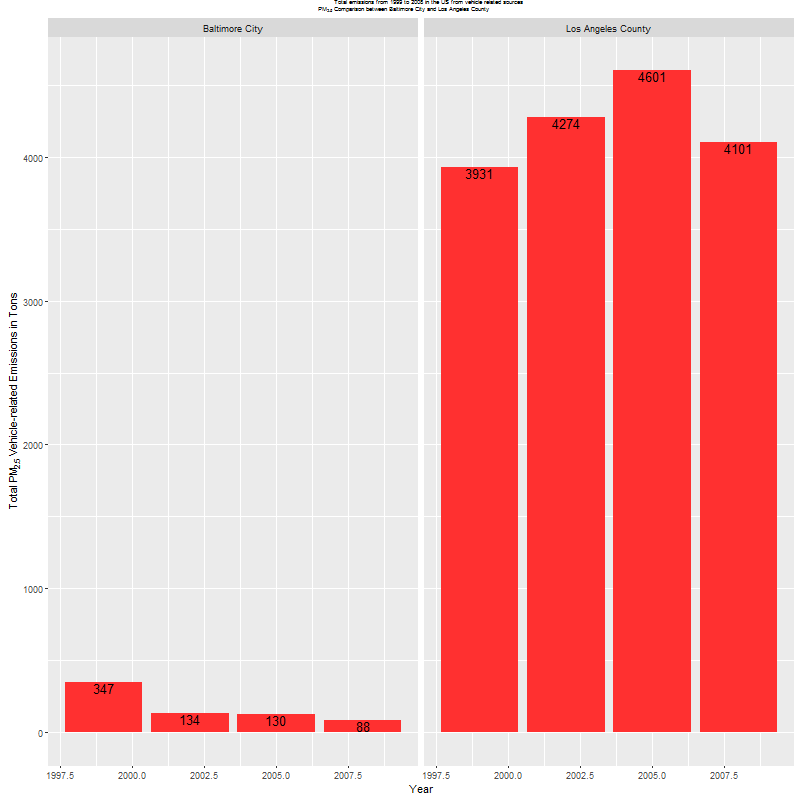 Total emissions from 1999 to 2008 in the US from vehicle related sources
PM2.5 Comparison between Baltimore City and Los Angeles County
Baltimore City
Los Angeles County
Total PM2.5 Vehicle-related Emissions in Tons
4000
3000
2000
1000
0
347
134
130
88
3931
4274
4601
4101
1997.5 2000.0 2002.5 2005.0 2007.5
1997.5 2000.0 2002.5 2005.0 2007.5
Year